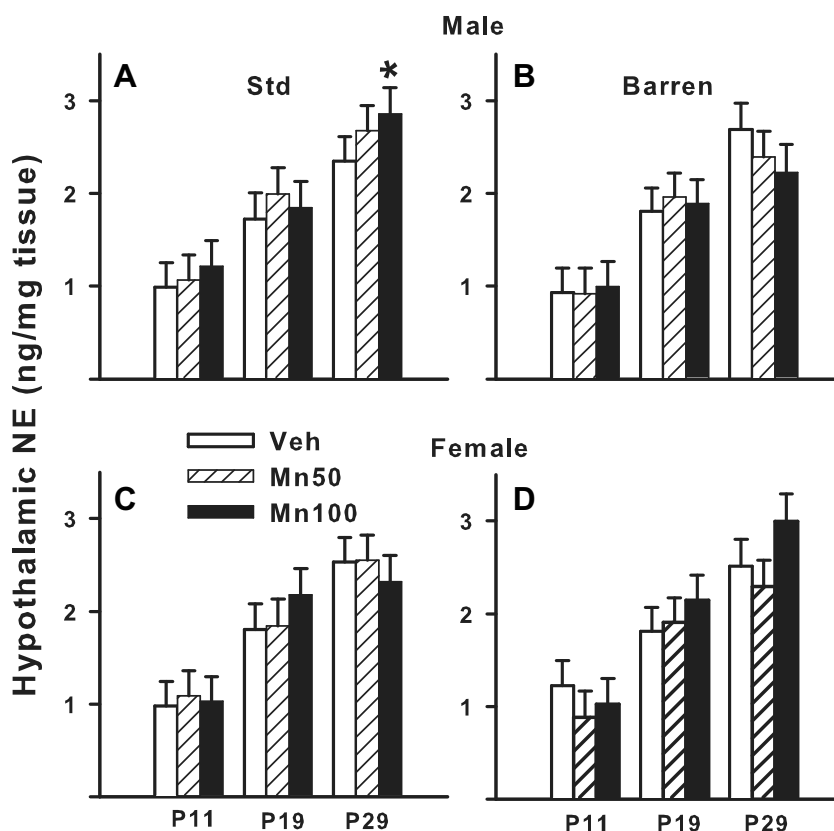 Male
A
B
*
Std
Barren
3
2
1
3
2
1
Hypothalamic NE (ng/mg tissue)
Female
C
D
Veh
Mn50
Mn100
3
2
1
3
2
1
P11 P19 P29
P11 P19 P29